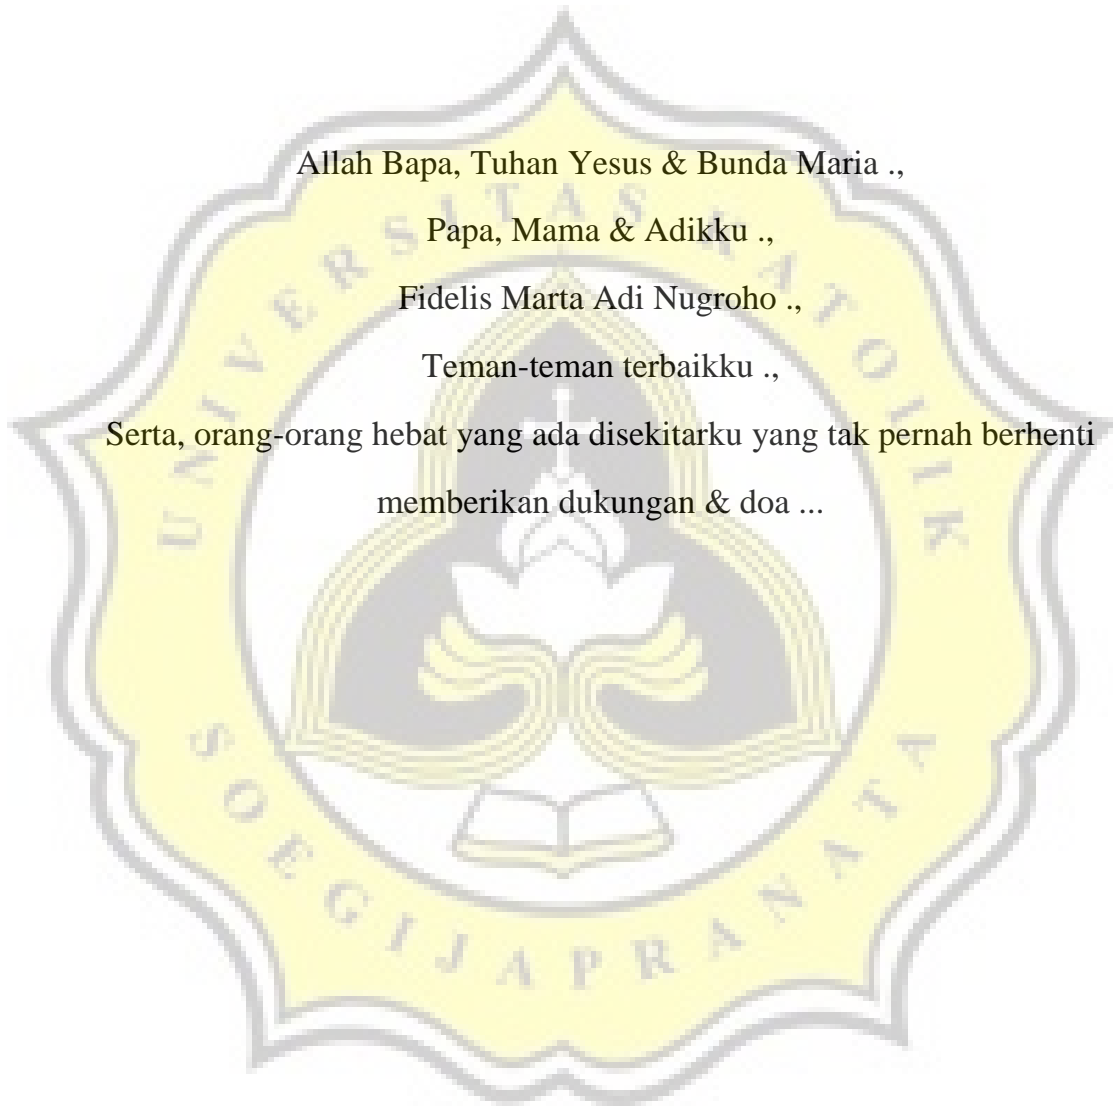 Allah Bapa, Tuhan Yesus & Bunda Maria .,
Papa, Mama & Adikku .,
Fidelis Marta Adi Nugroho .,
Teman-teman terbaikku .,
Serta, orang-orang hebat yang ada disekitarku yang tak pernah berhenti
memberikan dukungan & doa ...
UNIVERSITAS KATOLIK
SOEGIJAPRANATA